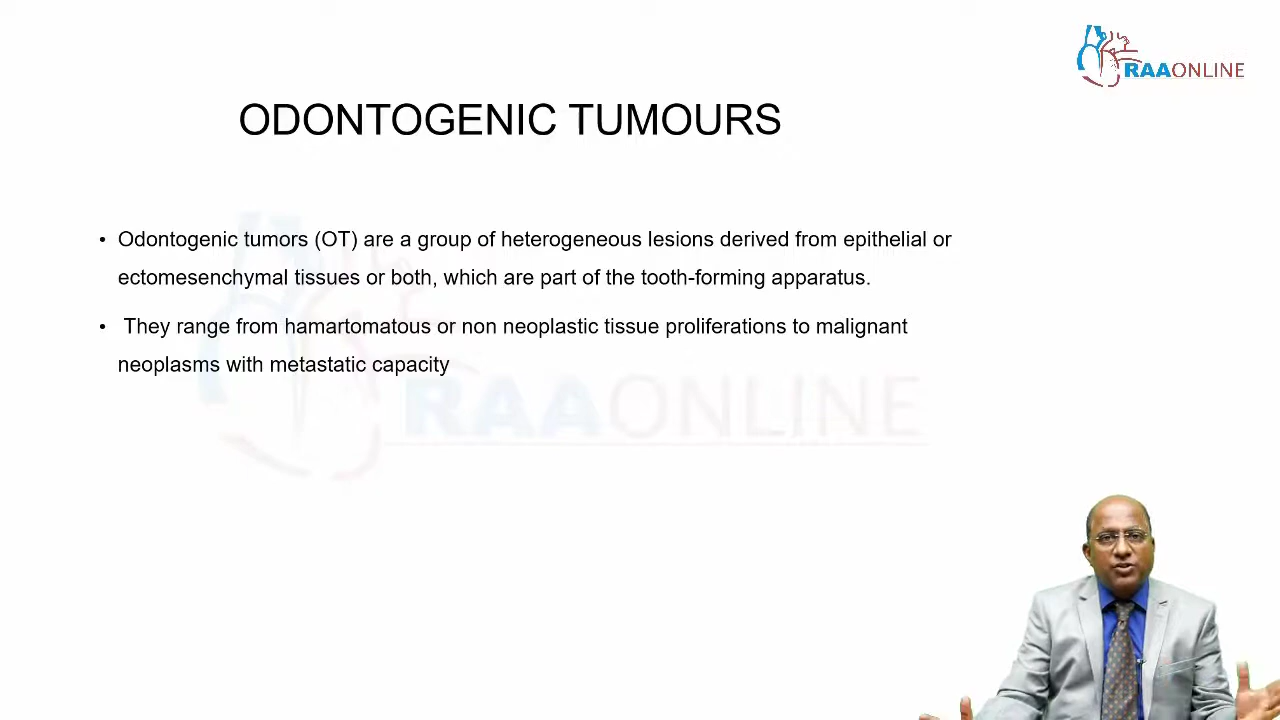 RAAONLINE
ODONTOGENIC TUMOURS
• Odontogenic tumors (OT) are a group of heterogeneous lesions derived from epithelial or
ectomesenchymal tissues or both, which are part of the tooth-forming apparatus.
• They range from hamartomatous or non neoplastic tissue proliferations to malignant
neoplasms with metastatic capacity
RAAONLINE